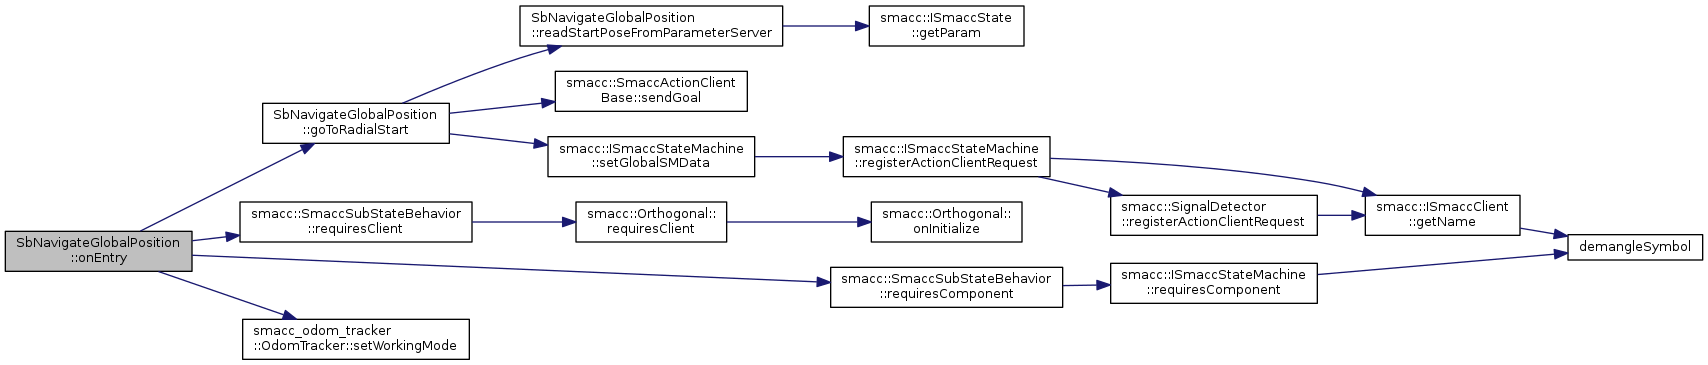 SbNavigateGlobalPosition
::onEntry
SbNavigateGlobalPosition
::goToRadialStart
smacc::SmaccSubStateBehavior
::requiresClient
smacc_odom_tracker
::OdomTracker::setWorkingMode
SbNavigateGlobalPosition
::readStartPoseFromParameterServer
smacc::SmaccActionClient
Base::sendGoal
smacc::ISmaccStateMachine
::setGlobalSMData
smacc::Orthogonal::
requiresClient
smacc::ISmaccState
::getParam
smacc::ISmaccStateMachine
::registerActionClientRequest
smacc::Orthogonal::
onInitialize
smacc::SmaccSubStateBehavior
::requiresComponent
smacc::SignalDetector
::registerActionClientRequest
smacc::ISmaccStateMachine
::requiresComponent
smacc::ISmaccClient
::getName
demangleSymbol